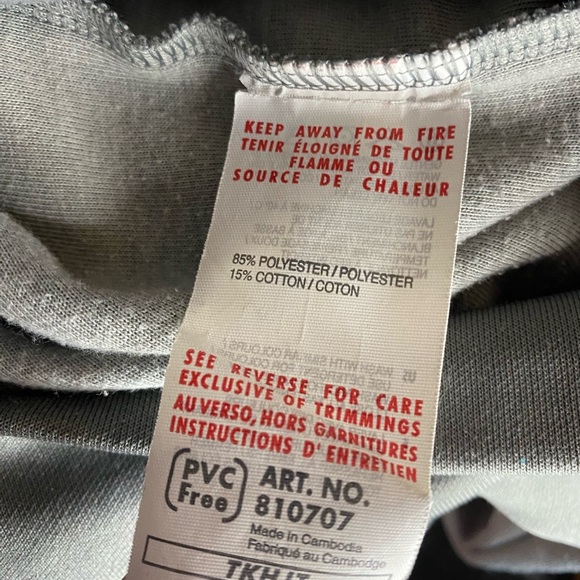 KEEP AWAY FROM FIRE
TENIR ÉLOIGNÉ DE TOUTE
FLAMME OU
SOURCE DE CHALEUR
85% POLYESTER / POLYESTER
15% COTTON / COTON
SEE REVERSE FOR CARE
EXCLUSIVE OF TRIMMINGS
AU VERSO, HORS GARNITURES
INSTRUCTIONS D' ENTRETIEN
(PVC Free)
ART. NO.
810707
Made in Cambodia
Fabriqué au Cambodge